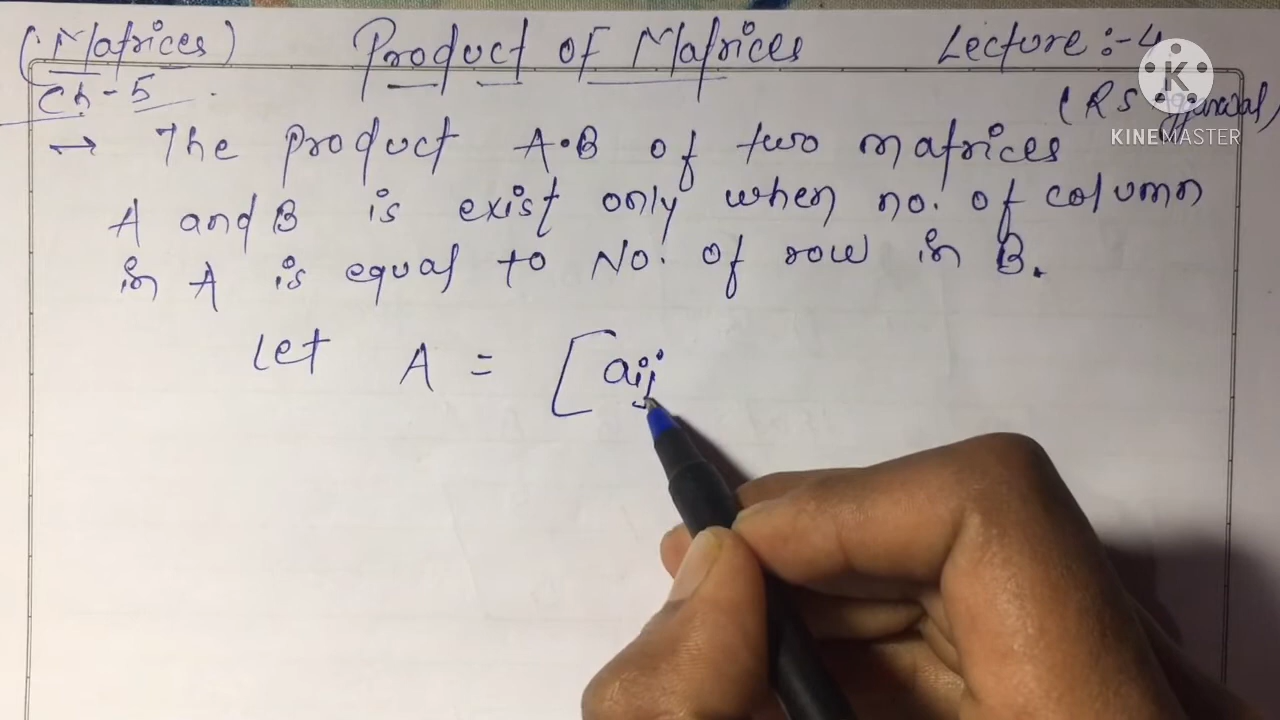 (Matrices) Product of Matrices Lecture :- 4
Ch - 5
(RS Aggarwal)
KINEMASTER
→ The product A·B of two matrices
A and B is exist only when no. of column
in A is equal to No. of row in B.
Let A = [aij